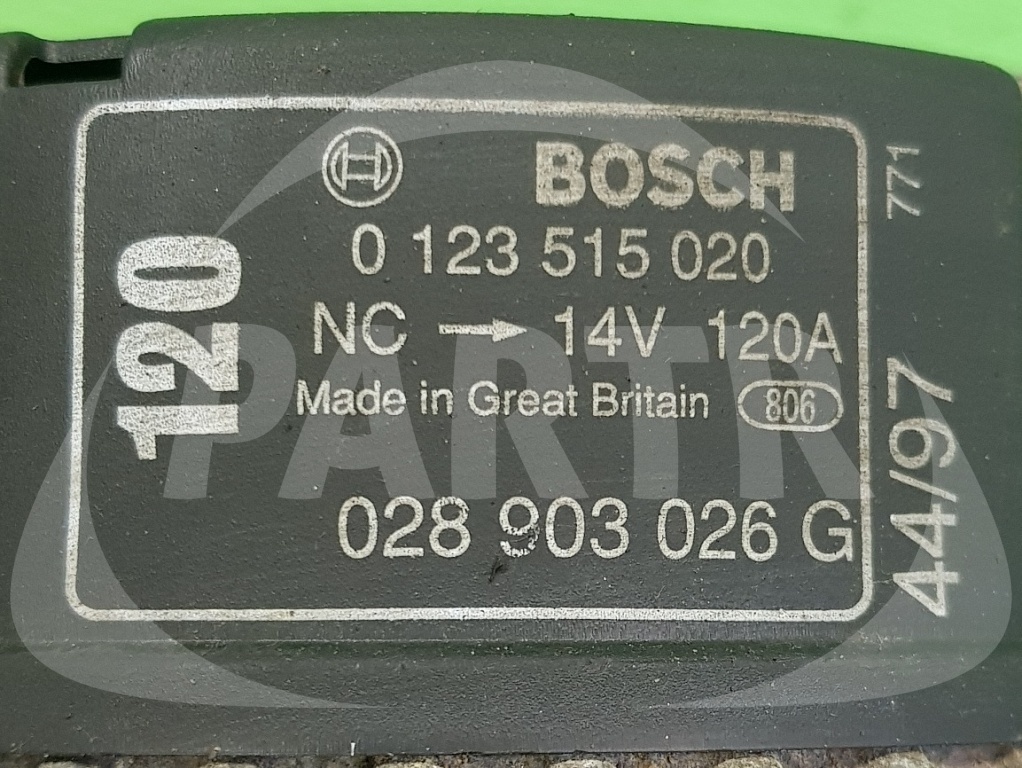 BOSCH
0 123 515 020
NC → 14V 120A
Made in Great Britain 806
028 903 026 G
120
771
44/97
PARTR